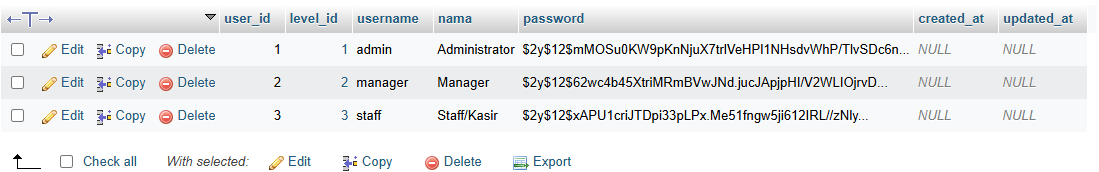 user_id level_id username nama password created_at updated_at
Edit Copy Delete 1 1 admin Administrator $2y$12$mMOSu0KW9pKnNjuX7trlVeHPI1NHsdvWhP/TIvSDc6n... NULL NULL
Edit Copy Delete 2 2 manager Manager $2y$12$62wc4b45XtriMRmBVwJNd.jucJApjpHI/V2WLIOjrvD... NULL NULL
Edit Copy Delete 3 3 staff Staff/Kasir $2y$12$xAPU1criJTDpi33pLPx.Me51fngw5ji612IRL//zNly... NULL NULL
Check all With selected: Edit Copy Delete Export